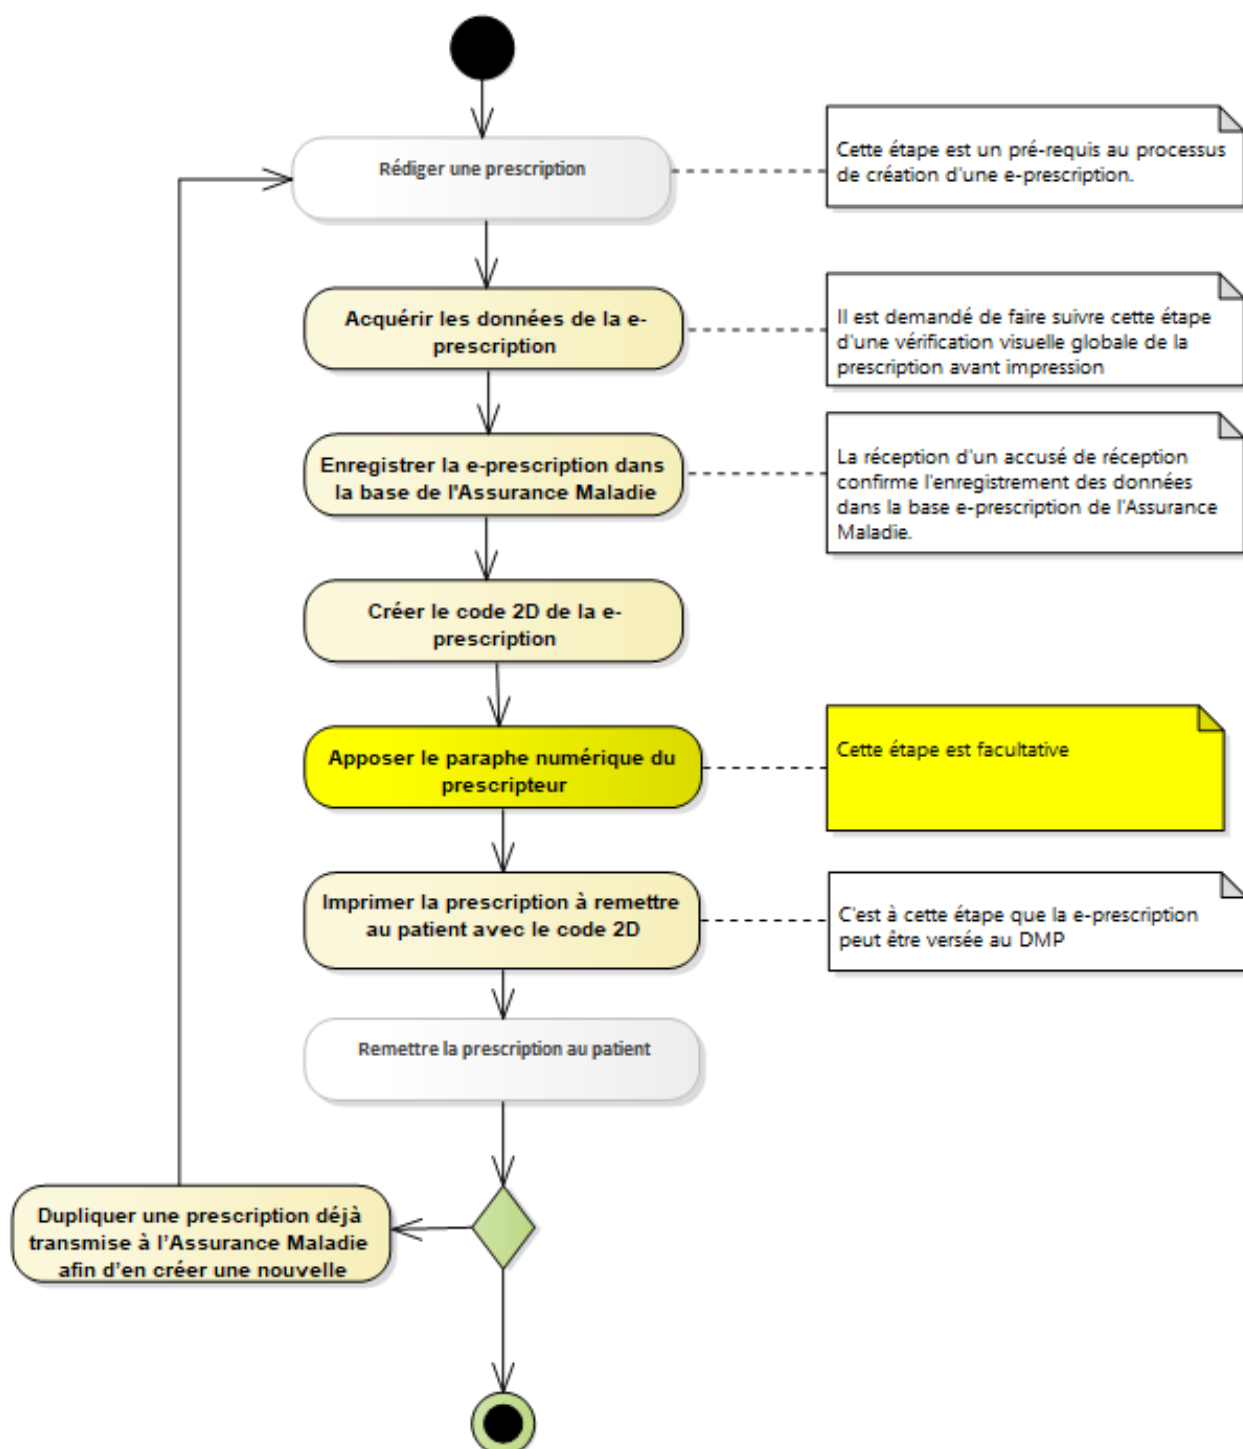 Rédiger une prescription
Cette étape est un pré-requis au processus
de création d'une e-prescription.
Acquérir les données de la e-
prescription
Il est demandé de faire suivre cette étape
d'une vérification visuelle globale de la
prescription avant impression
Enregistrer la e-prescription dans
la base de l'Assurance Maladie
La réception d'un accusé de réception
confirme l'enregistrement des données
dans la base e-prescription de l'Assurance
Maladie.
Créer le code 2D de la e-
prescription
Apposer le paraphe numérique du
prescripteur
Cette étape est facultative
Imprimer la prescription à remettre
au patient avec le code 2D
C'est à cette étape que la e-prescription
peut être versée au DMP
Remettre la prescription au patient
Dupliquer une prescription déjà
transmise à l’Assurance Maladie
afin d’en créer une nouvelle